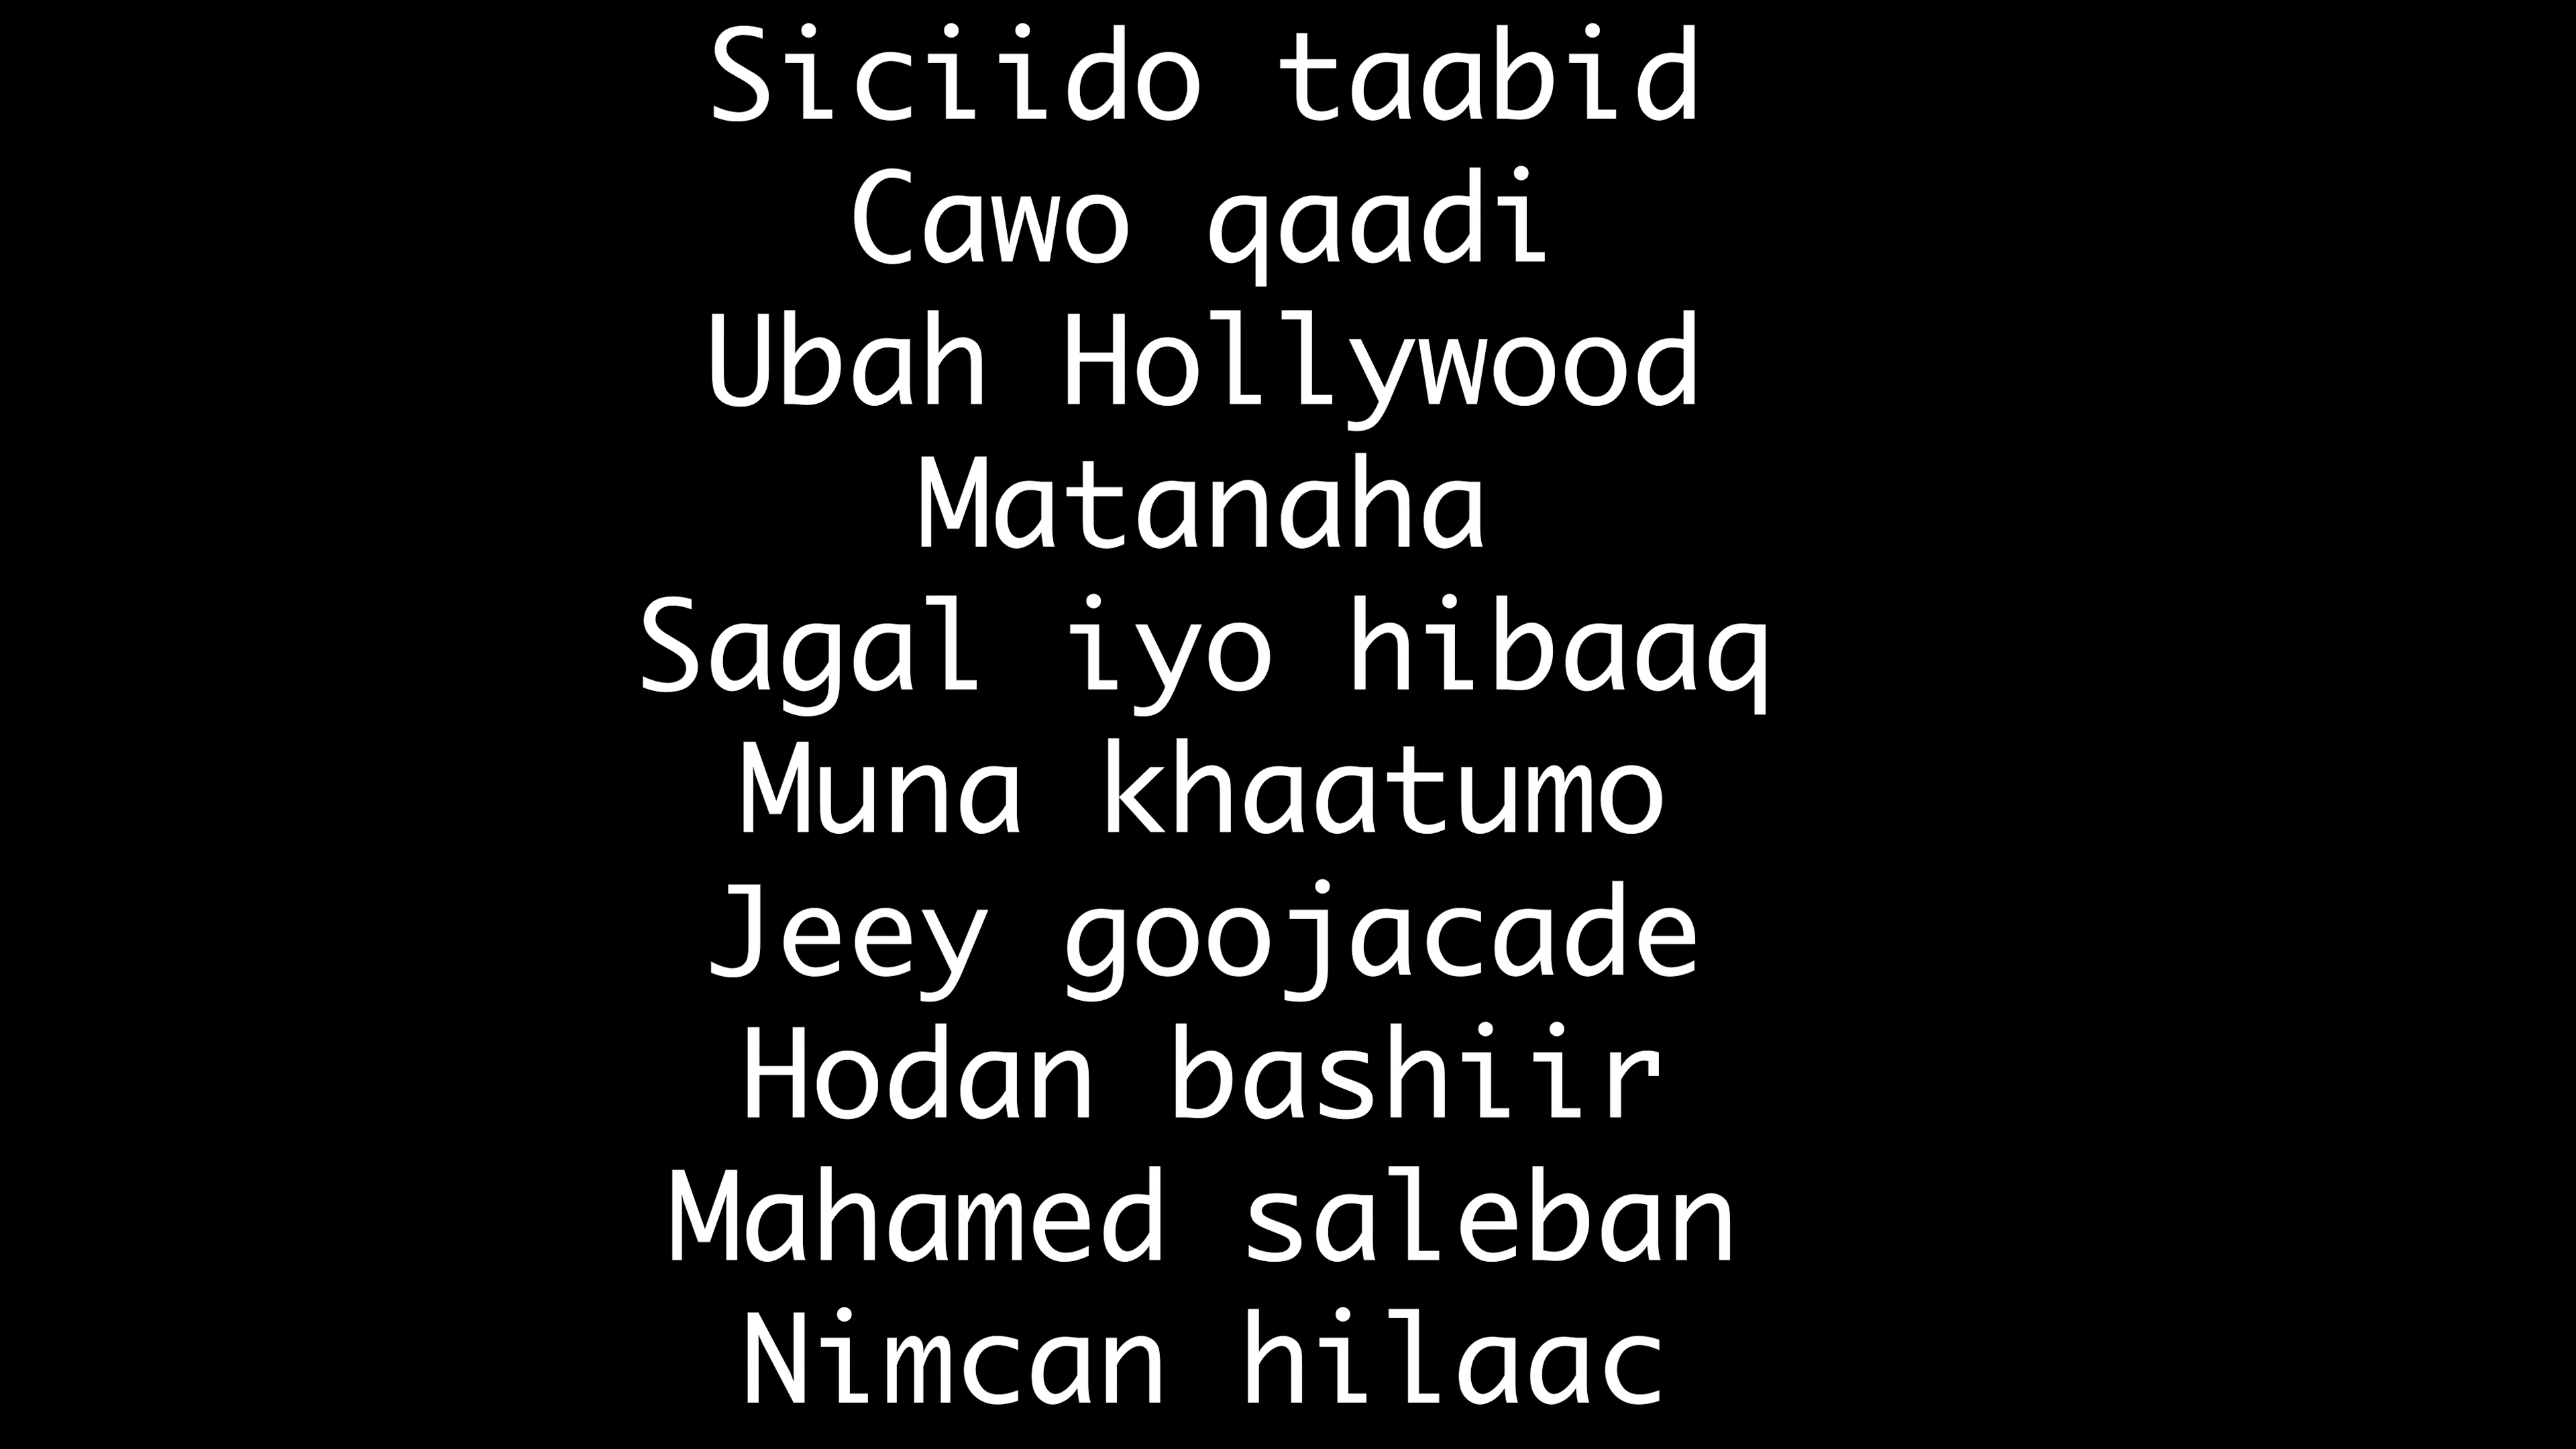 Siciido taabid
Cawo qaadi
Ubah Hollywood
Matanaha
Sagal iyo hibaaq
Muna khaatumo
Jeey goojacade
Hodan bashiir
Mahamed saleban
Nimcan hilaac